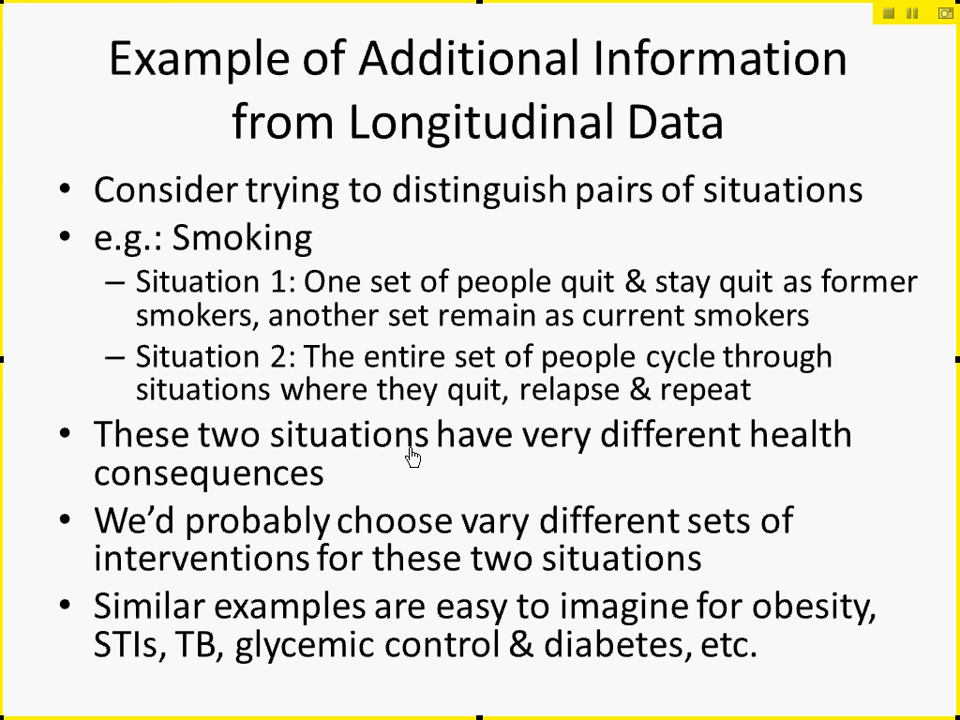 Example of Additional Information
from Longitudinal Data
• Consider trying to distinguish pairs of situations
• e.g.: Smoking
– Situation 1: One set of people quit & stay quit as former
smokers, another set remain as current smokers
– Situation 2: The entire set of people cycle through
situations where they quit, relapse & repeat
• These two situations have very different health
consequences
• We’d probably choose vary different sets of
interventions for these two situations
• Similar examples are easy to imagine for obesity,
STIs, TB, glycemic control & diabetes, etc.